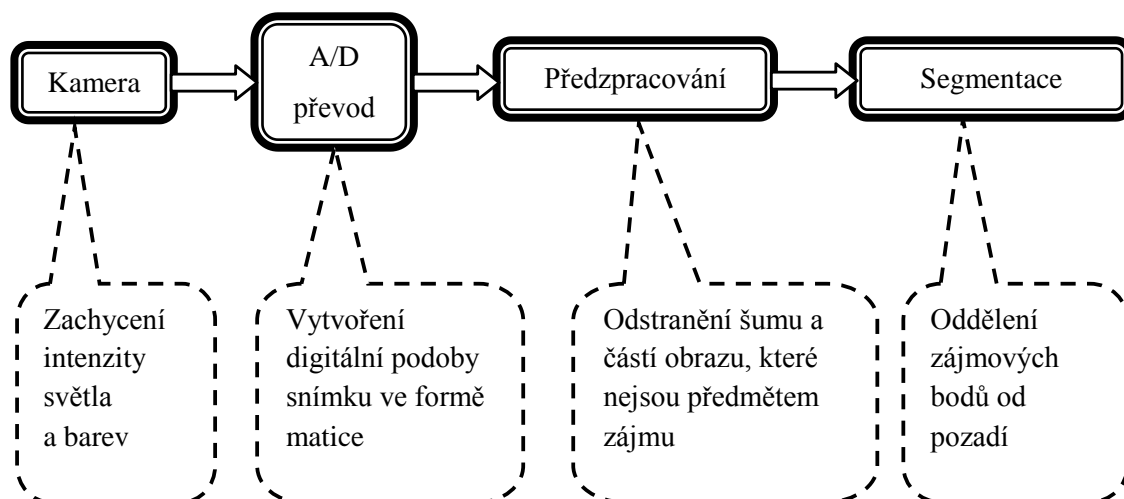 Kamera
A/D
převod
Předzpracování
Segmentace
Zachycení
intenzity
světla
a barev
Vytvoření
digitální podoby
snímku ve formě
matice
Odstranění šumu a
částí obrazu, které
nejsou předmětem
zájmu
Oddělení
zájmových
bodů od
pozadí